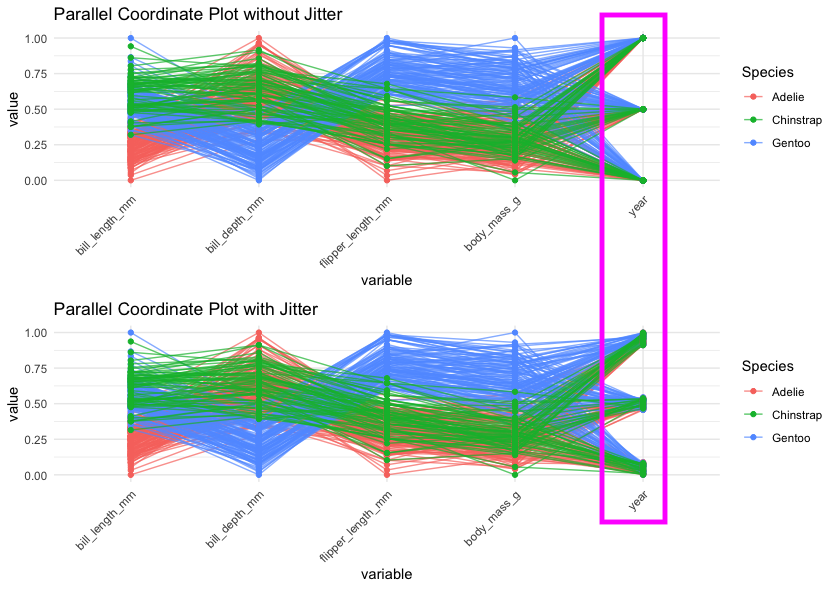 Parallel Coordinate Plot without Jitter
1.00
0.75
0.50
0.25
0.00
value
bill_length_mm
bill_depth_mm
flipper_length_mm
body_mass_g
year
variable
Species
Adelie
Chinstrap
Gentoo
Parallel Coordinate Plot with Jitter
1.00
0.75
0.50
0.25
0.00
value
bill_length_mm
bill_depth_mm
flipper_length_mm
body_mass_g
year
variable
Species
Adelie
Chinstrap
Gentoo